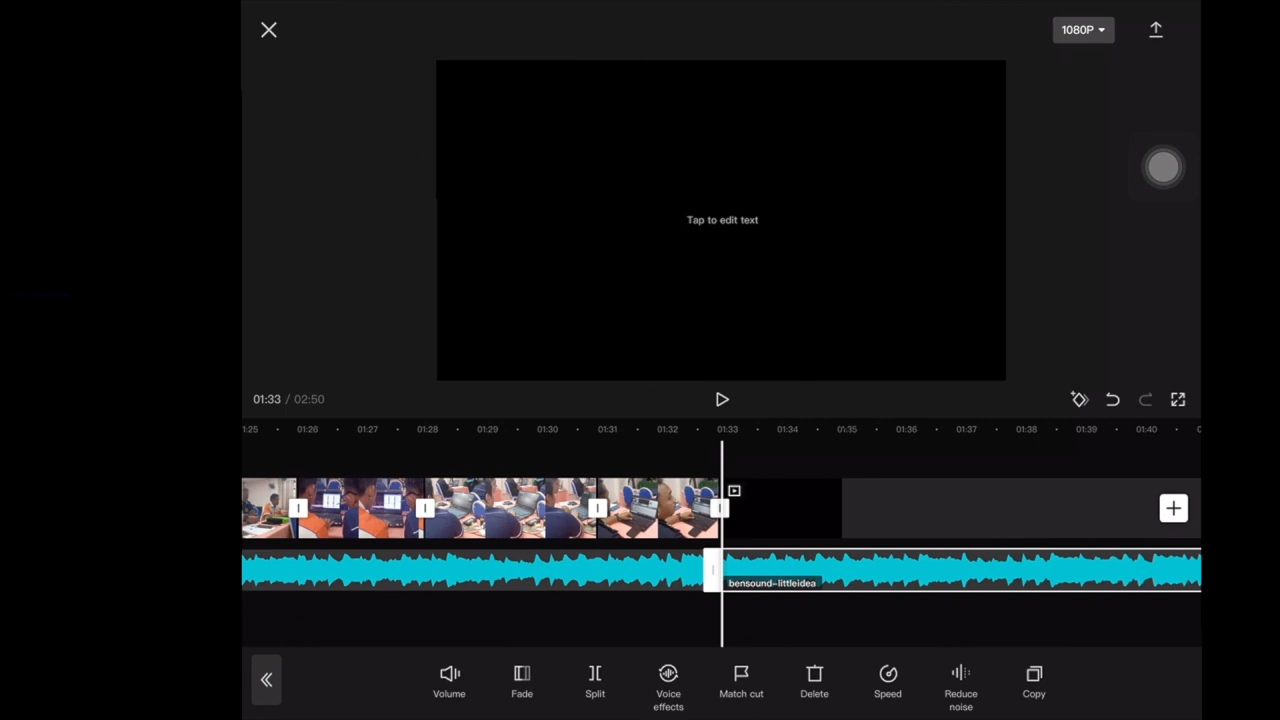 1080P
Tap to edit text
01:33 / 02:50
1:25 01:26 01:27 01:28 01:29 01:30 01:31 01:32 01:33 01:34 01:35 01:36 01:37 01:38 01:39 01:40
bensound-littleidea
Volume Fade Split Voice effects Match cut Delete Speed Reduce noise Copy